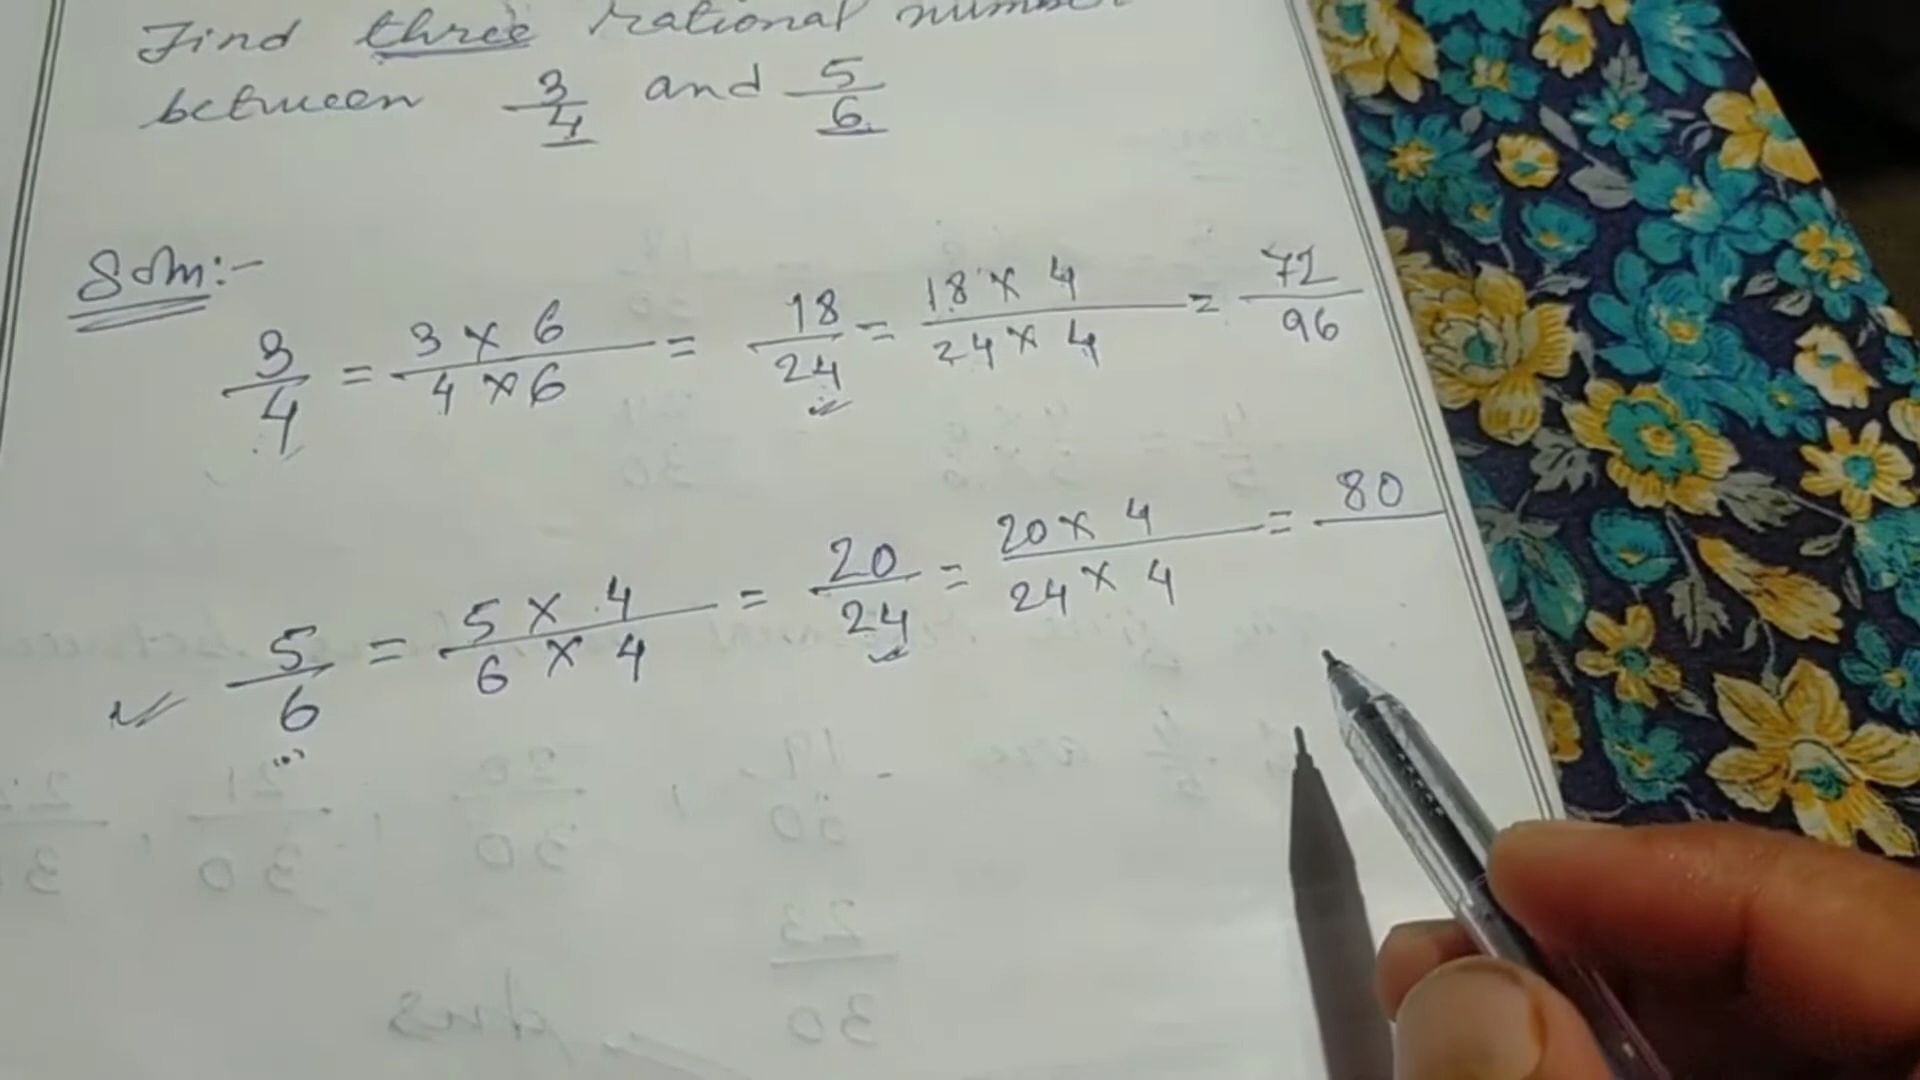 Find three rational number
between 3/4 and 5/6
Soln:-
3/4 = 3 x 6 / 4 x 6 = 18/24 = 18 x 4 / 24 x 4 = 72/96
5/6 = 5 x 4 / 6 x 4 = 20/24 = 20 x 4 / 24 x 4 = 80